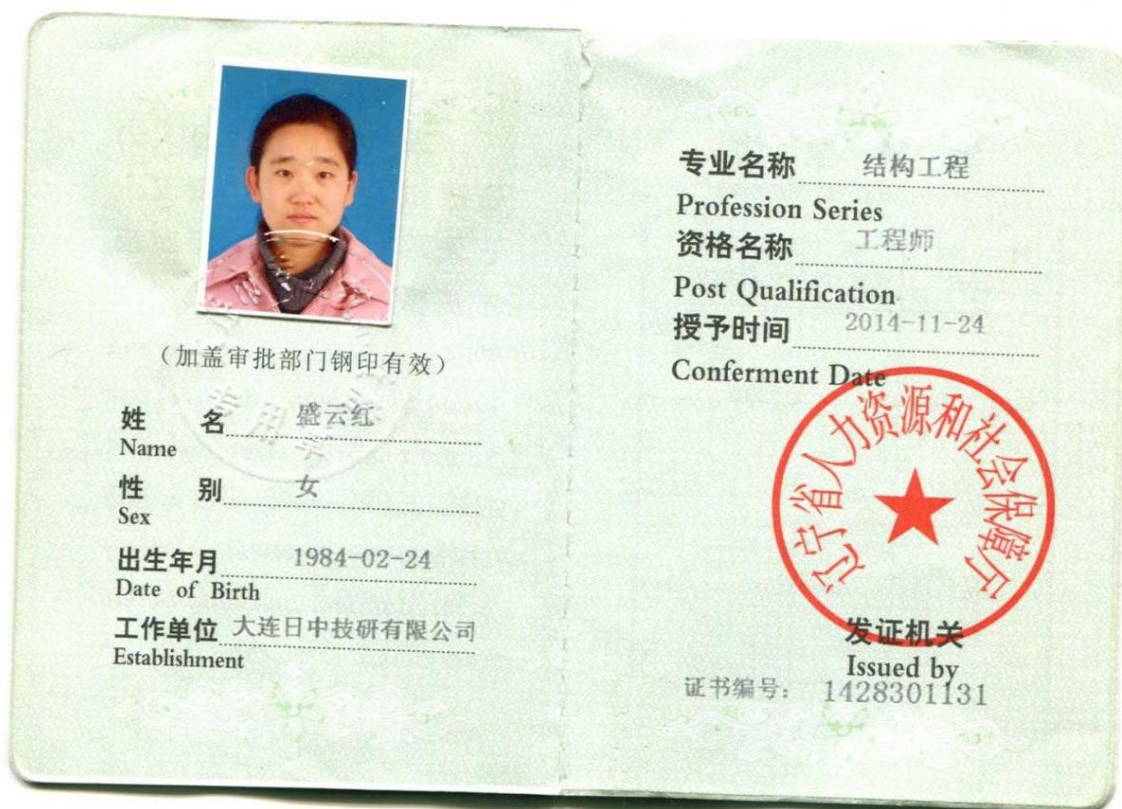 （加盖审批部门钢印有效）
专用章
姓 名 盛云红
Name
性 别 女
Sex
出生年月 1984-02-24
Date of Birth
工作单位 大连日中技研有限公司
Establishment
专业名称 结构工程
Profession Series
资格名称 工程师
Post Qualification
授予时间 2014-11-24
Conferment Date
辽宁省人力资源和社会保障厅
发证机关
Issued by
证书编号： 1428301131